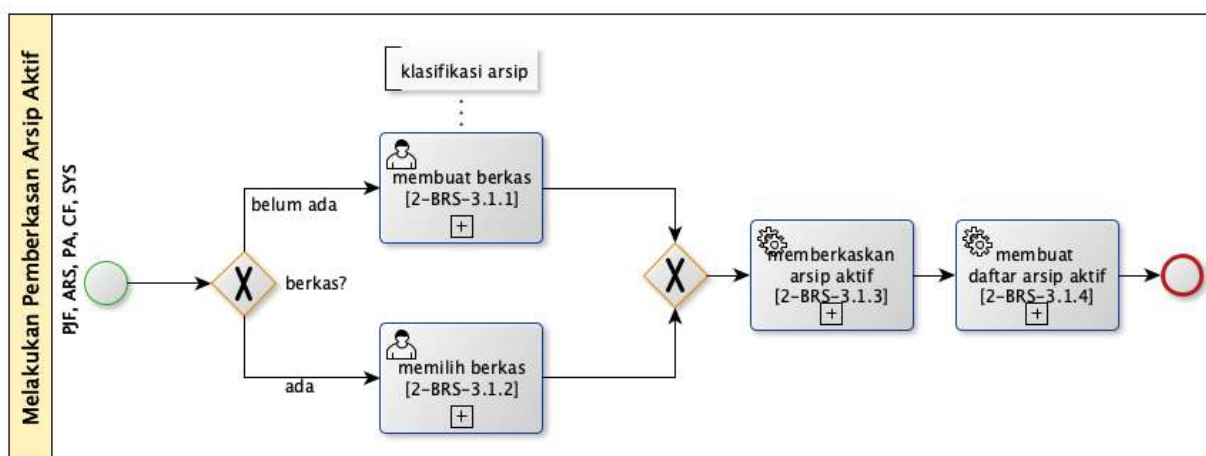 Melakukan Pemberkasan Arsip Aktif
PJF, ARS, PA, CF, SYS
klasifikasi arsip
membuat berkas
[2-BRS-3.1.1]
belum ada
berkas?
ada
memilih berkas
[2-BRS-3.1.2]
memberkaskan
arsip aktif
[2-BRS-3.1.3]
membuat
daftar arsip aktif
[2-BRS-3.1.4]